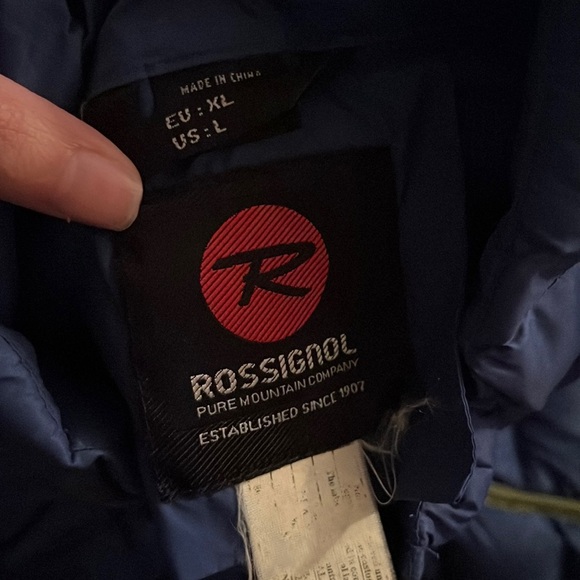 MADE IN CHINA
EU : XL
US : L
R
ROSSIGNOL
PURE MOUNTAIN COMPANY
ESTABLISHED SINCE 1907